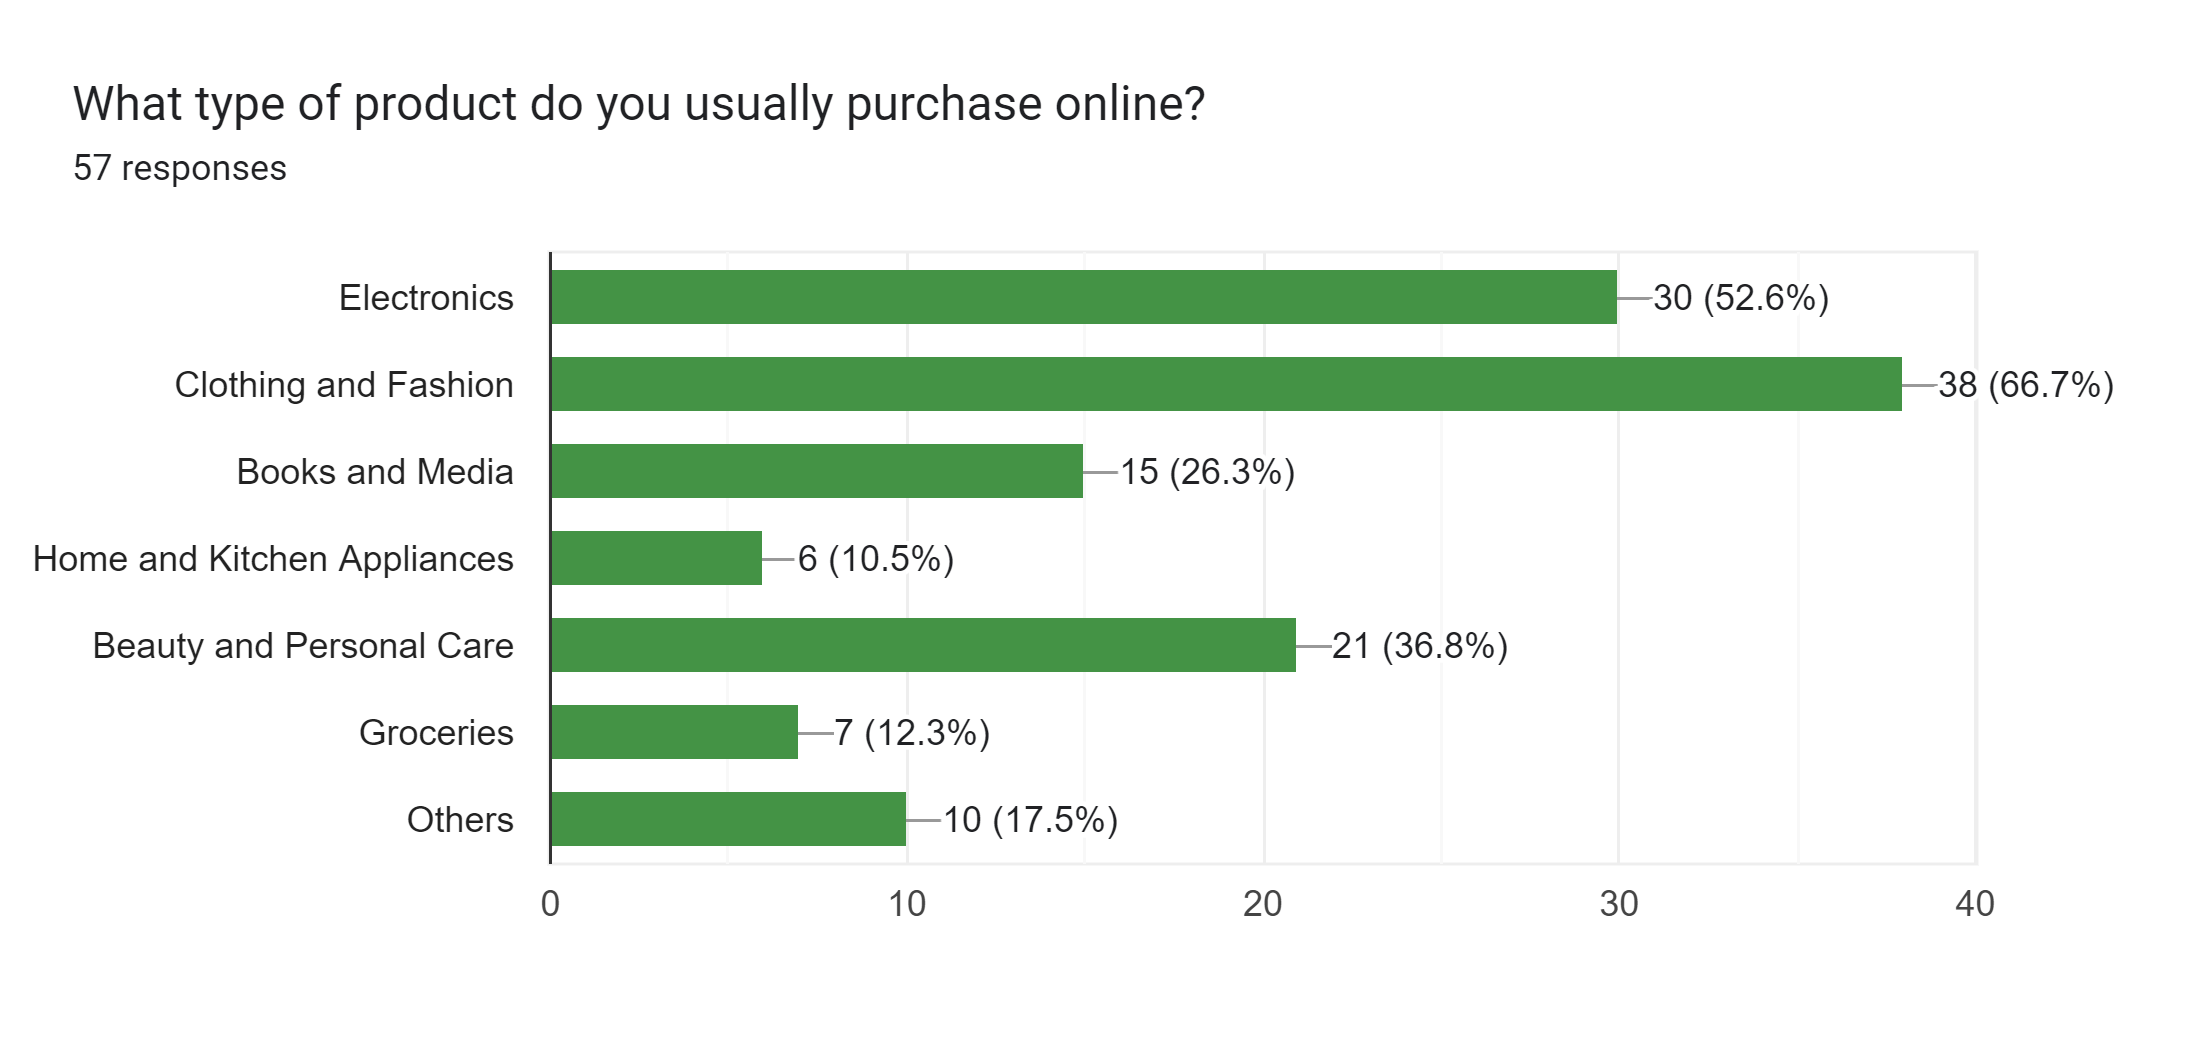 What type of product do you usually purchase online?
57 responses
Electronics 30 (52.6%)
Clothing and Fashion 38 (66.7%)
Books and Media 15 (26.3%)
Home and Kitchen Appliances 6 (10.5%)
Beauty and Personal Care 21 (36.8%)
Groceries 7 (12.3%)
Others 10 (17.5%)
0 10 20 30 40